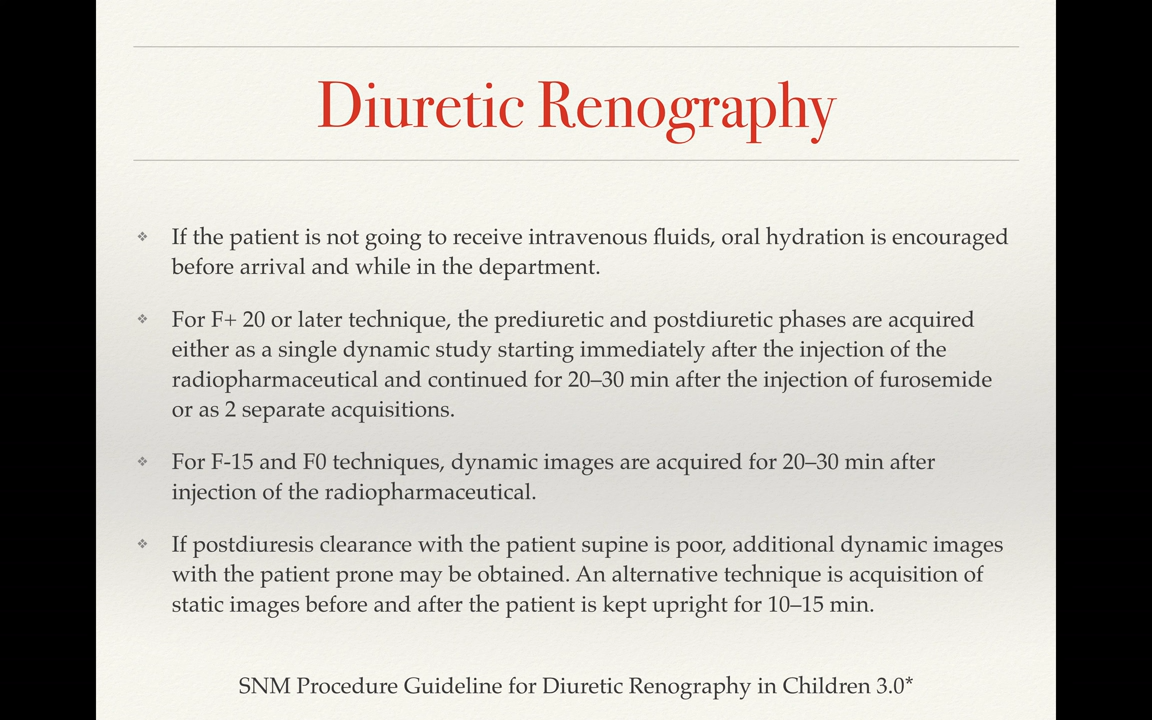 Diuretic Renography
❖ If the patient is not going to receive intravenous fluids, oral hydration is encouraged
before arrival and while in the department.
❖ For F+ 20 or later technique, the prediuretic and postdiuretic phases are acquired
either as a single dynamic study starting immediately after the injection of the
radiopharmaceutical and continued for 20–30 min after the injection of furosemide
or as 2 separate acquisitions.
❖ For F-15 and F0 techniques, dynamic images are acquired for 20–30 min after
injection of the radiopharmaceutical.
❖ If postdiuresis clearance with the patient supine is poor, additional dynamic images
with the patient prone may be obtained. An alternative technique is acquisition of
static images before and after the patient is kept upright for 10–15 min.
SNM Procedure Guideline for Diuretic Renography in Children 3.0*